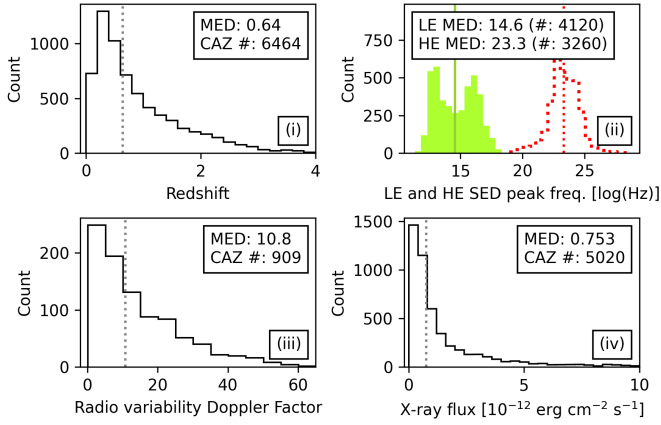 MED: 0.64
CAZ #: 6464
1000
500
0
Count
(i)
0
2
4
Redshift
LE MED: 14.6 (#: 4120)
HE MED: 23.3 (#: 3260)
750
500
250
0
Count
(ii)
15
20
25
LE and HE SED peak freq. [log(Hz)]
MED: 10.8
CAZ #: 909
200
100
0
Count
(iii)
0
20
40
60
Radio variability Doppler Factor
MED: 0.753
CAZ #: 5020
1500
1000
500
0
Count
(iv)
0
5
10
X-ray flux [10⁻¹² erg cm⁻² s⁻¹]